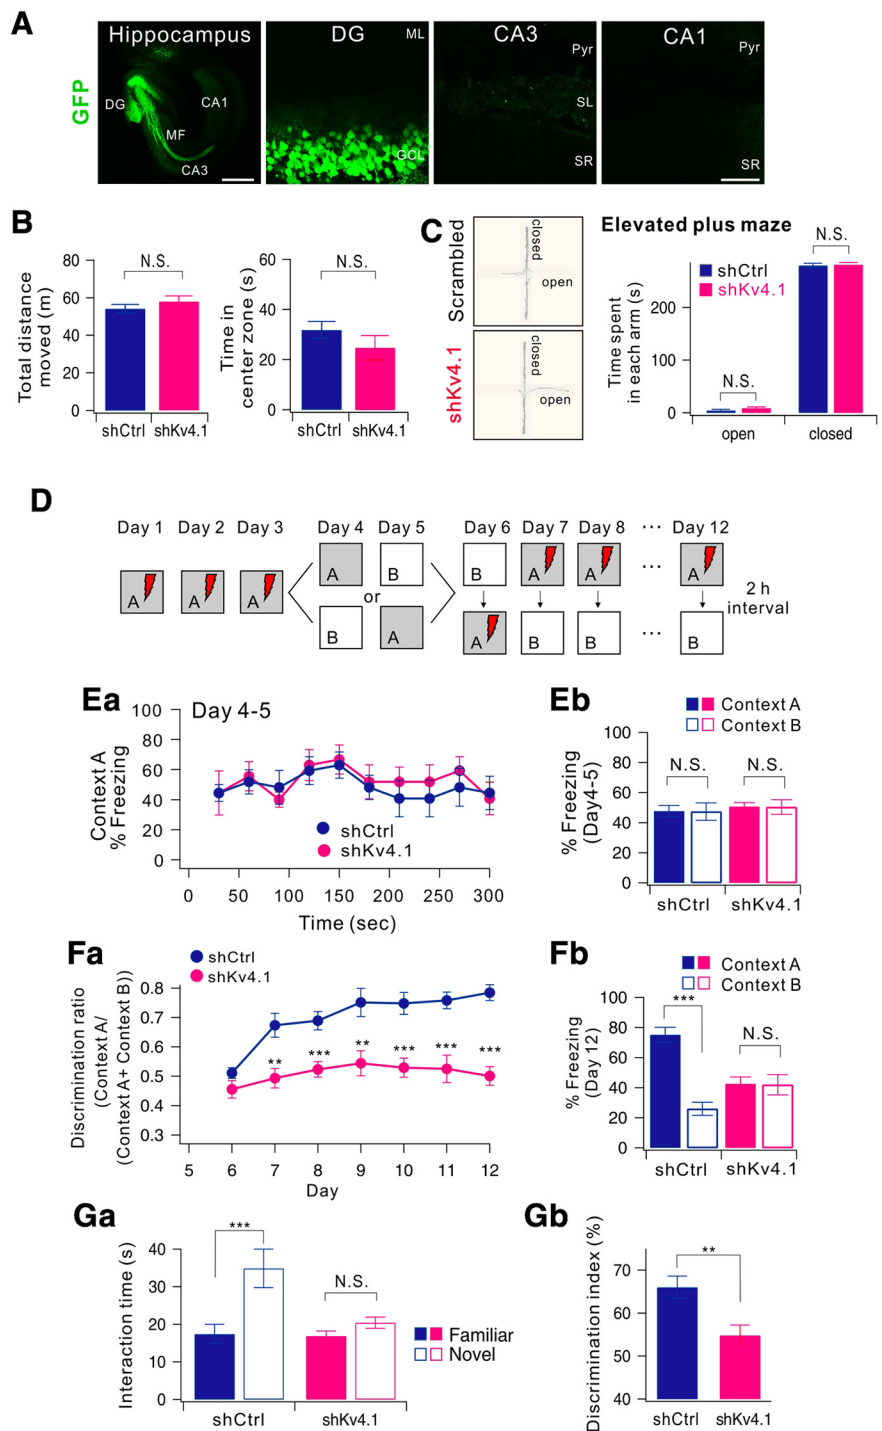 A
GFP
Hippocampus
DG
CA1
MF
CA3
DG
ML
GCL
CA3
Pyr
SL
SR
CA1
Pyr
SR
B
Total distance
moved (m)
80
60
40
20
0
N.S.
shCtrl shKv4.1
Time in
center zone (s)
60
40
20
0
N.S.
shCtrl shKv4.1
C
Scrambled
closed
open
shKv4.1
closed
open
Elevated plus maze
Time spent
in each arm (s)
shCtrl
shKv4.1
200
100
0
N.S.
N.S.
open closed
D
Day 1 Day 2 Day 3 Day 4 Day 5 Day 6 Day 7 Day 8 ... Day 12
A B B A A ... A
A A A or
B A A B B ... B
2 h
interval
Ea
Day 4-5
Context A
% Freezing
100
80
60
40
20
0
shCtrl
shKv4.1
0 50 100 150 200 250 300
Time (sec)
Eb
Context A
Context B
% Freezing
(Day4-5)
100
80
60
40
20
0
N.S. N.S.
shCtrl shKv4.1
Fa
shCtrl
shKv4.1
Discrimination ratio
(Context A/
(Context A+ Context B))
0.8
0.7
0.6
0.5
0.4
0.3
** *** ** *** *** ***
5 6 7 8 9 10 11 12
Day
Fb
Context A
Context B
% Freezing
(Day 12)
100
80
60
40
20
0
*** N.S.
shCtrl shKv4.1
Ga
Interaction time (s)
40
30
20
10
0
***
N.S.
Familiar
Novel
shCtrl shKv4.1
Gb
Discrimination index (%)
70
60
50
40
**
shCtrl shKv4.1